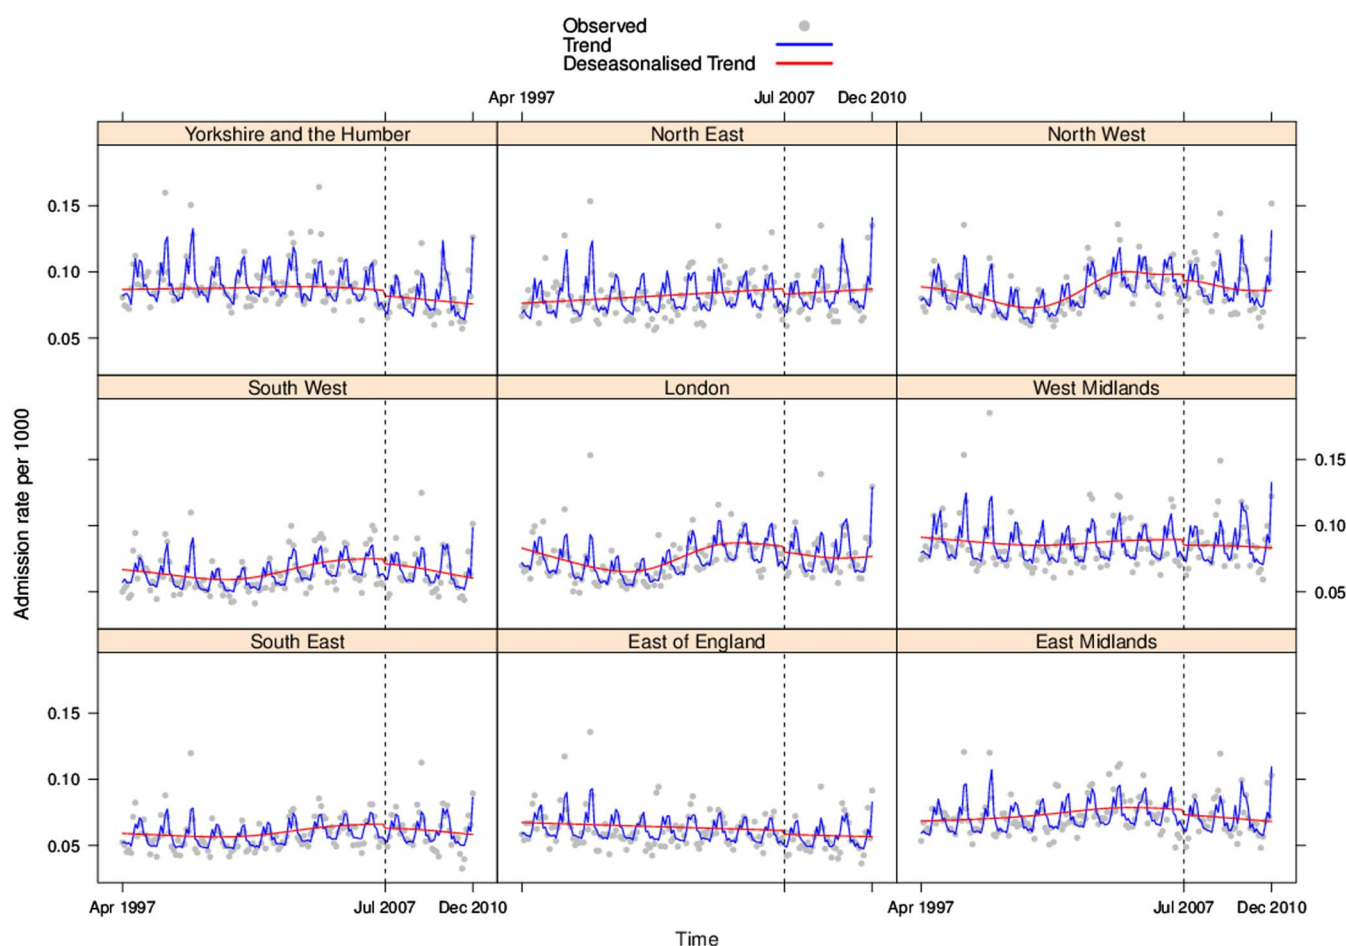 Observed
Trend
Deseasonalised Trend
Apr 1997 Jul 2007 Dec 2010
Yorkshire and the Humber North East North West
0.15
0.10
0.05
South West London West Midlands
0.15
0.10
0.05
South East East of England East Midlands
0.15
0.10
0.05
Apr 1997 Jul 2007 Dec 2010 Apr 1997 Jul 2007 Dec 2010
Time
Admission rate per 1000